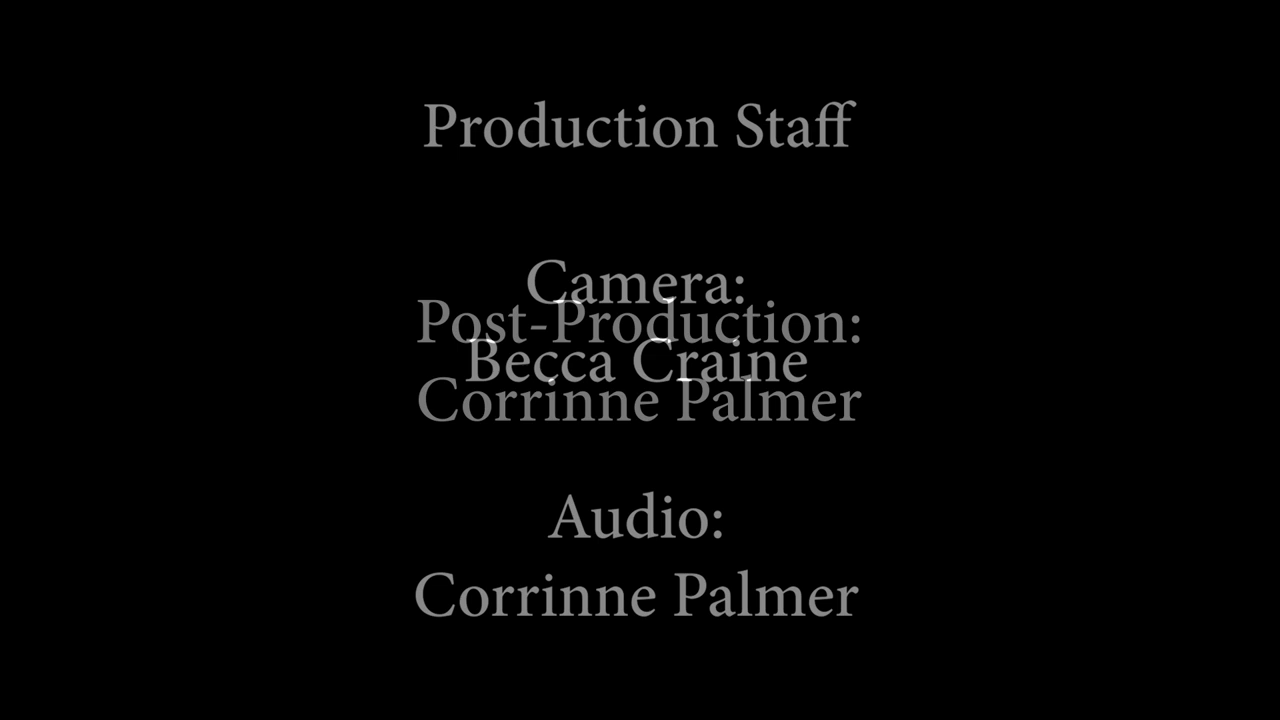 Production Staff
Camera:
Post-Production:
Becca Craine
Corrinne Palmer
Audio:
Corrinne Palmer